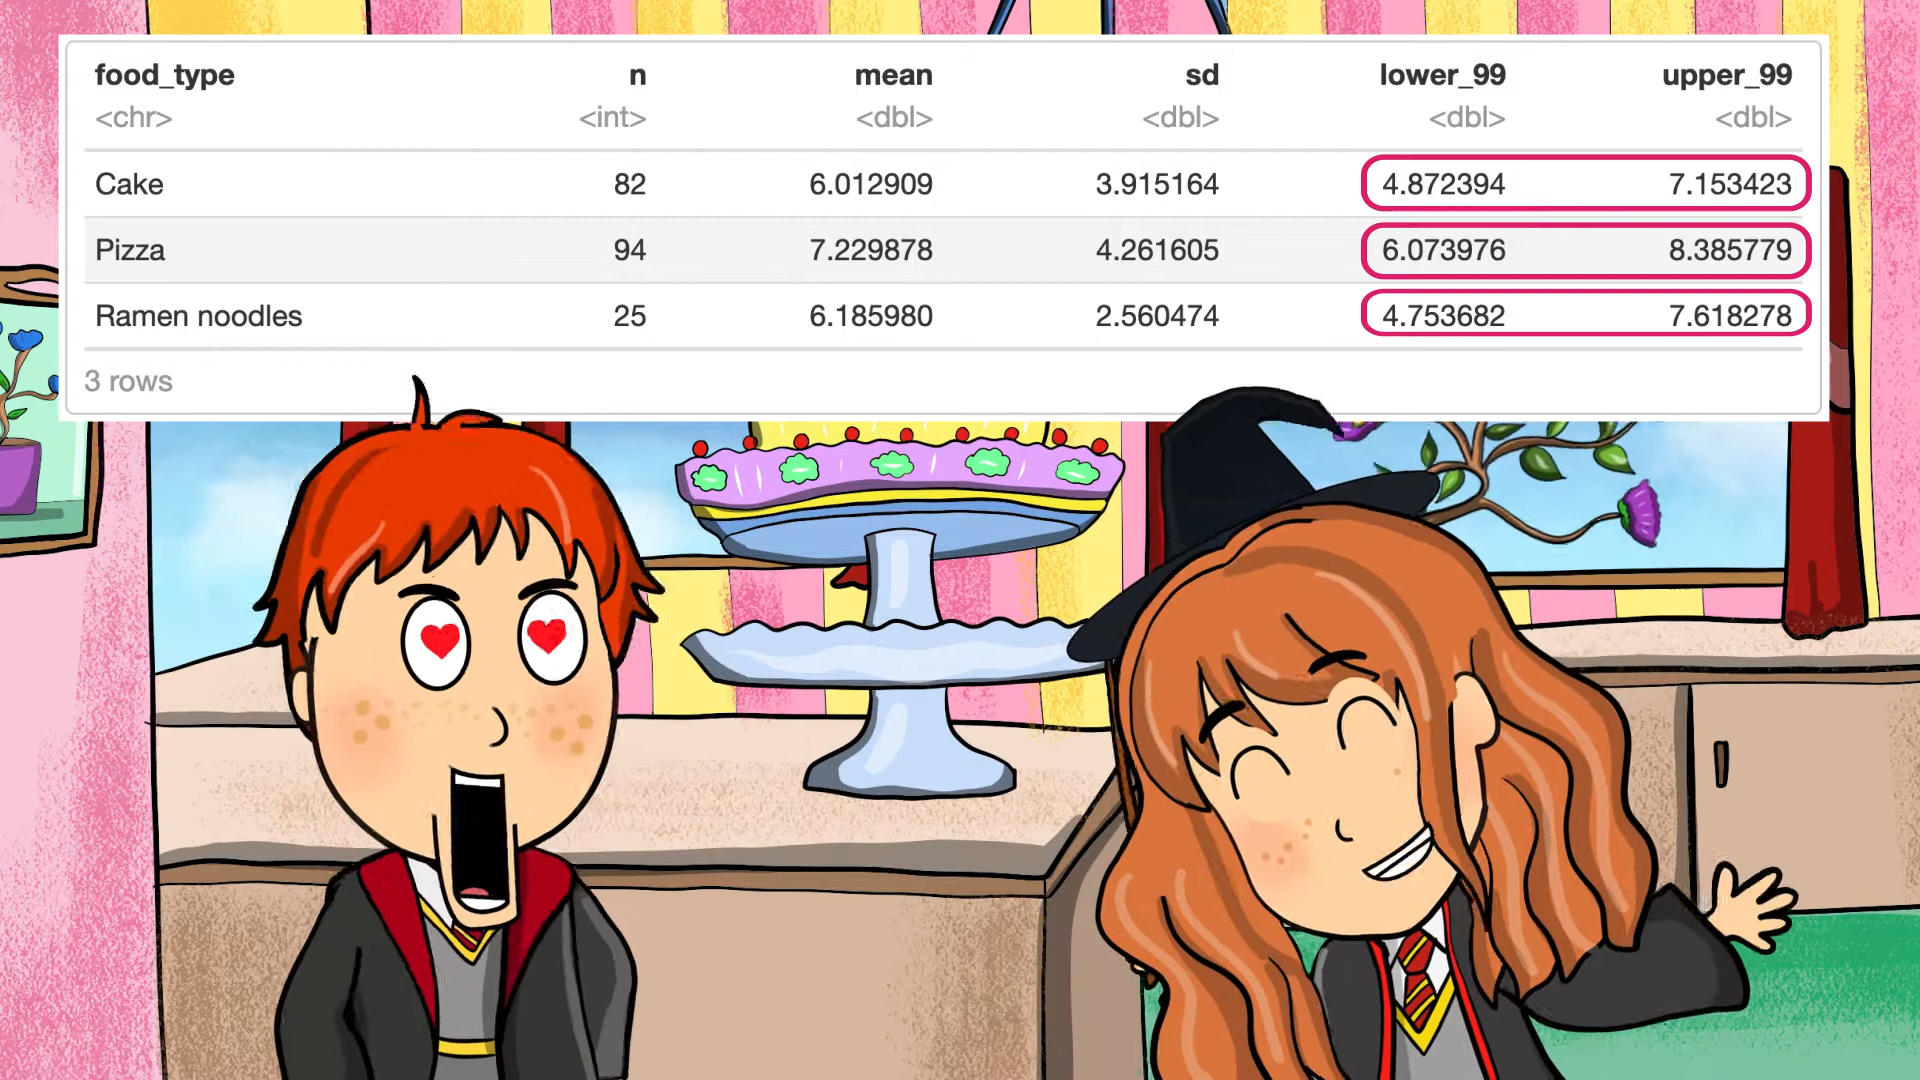 food_type n mean sd lower_99 upper_99
<chr> <int> <dbl> <dbl> <dbl> <dbl>
Cake 82 6.012909 3.915164 4.872394 7.153423
Pizza 94 7.229878 4.261605 6.073976 8.385779
Ramen noodles 25 6.185980 2.560474 4.753682 7.618278
3 rows